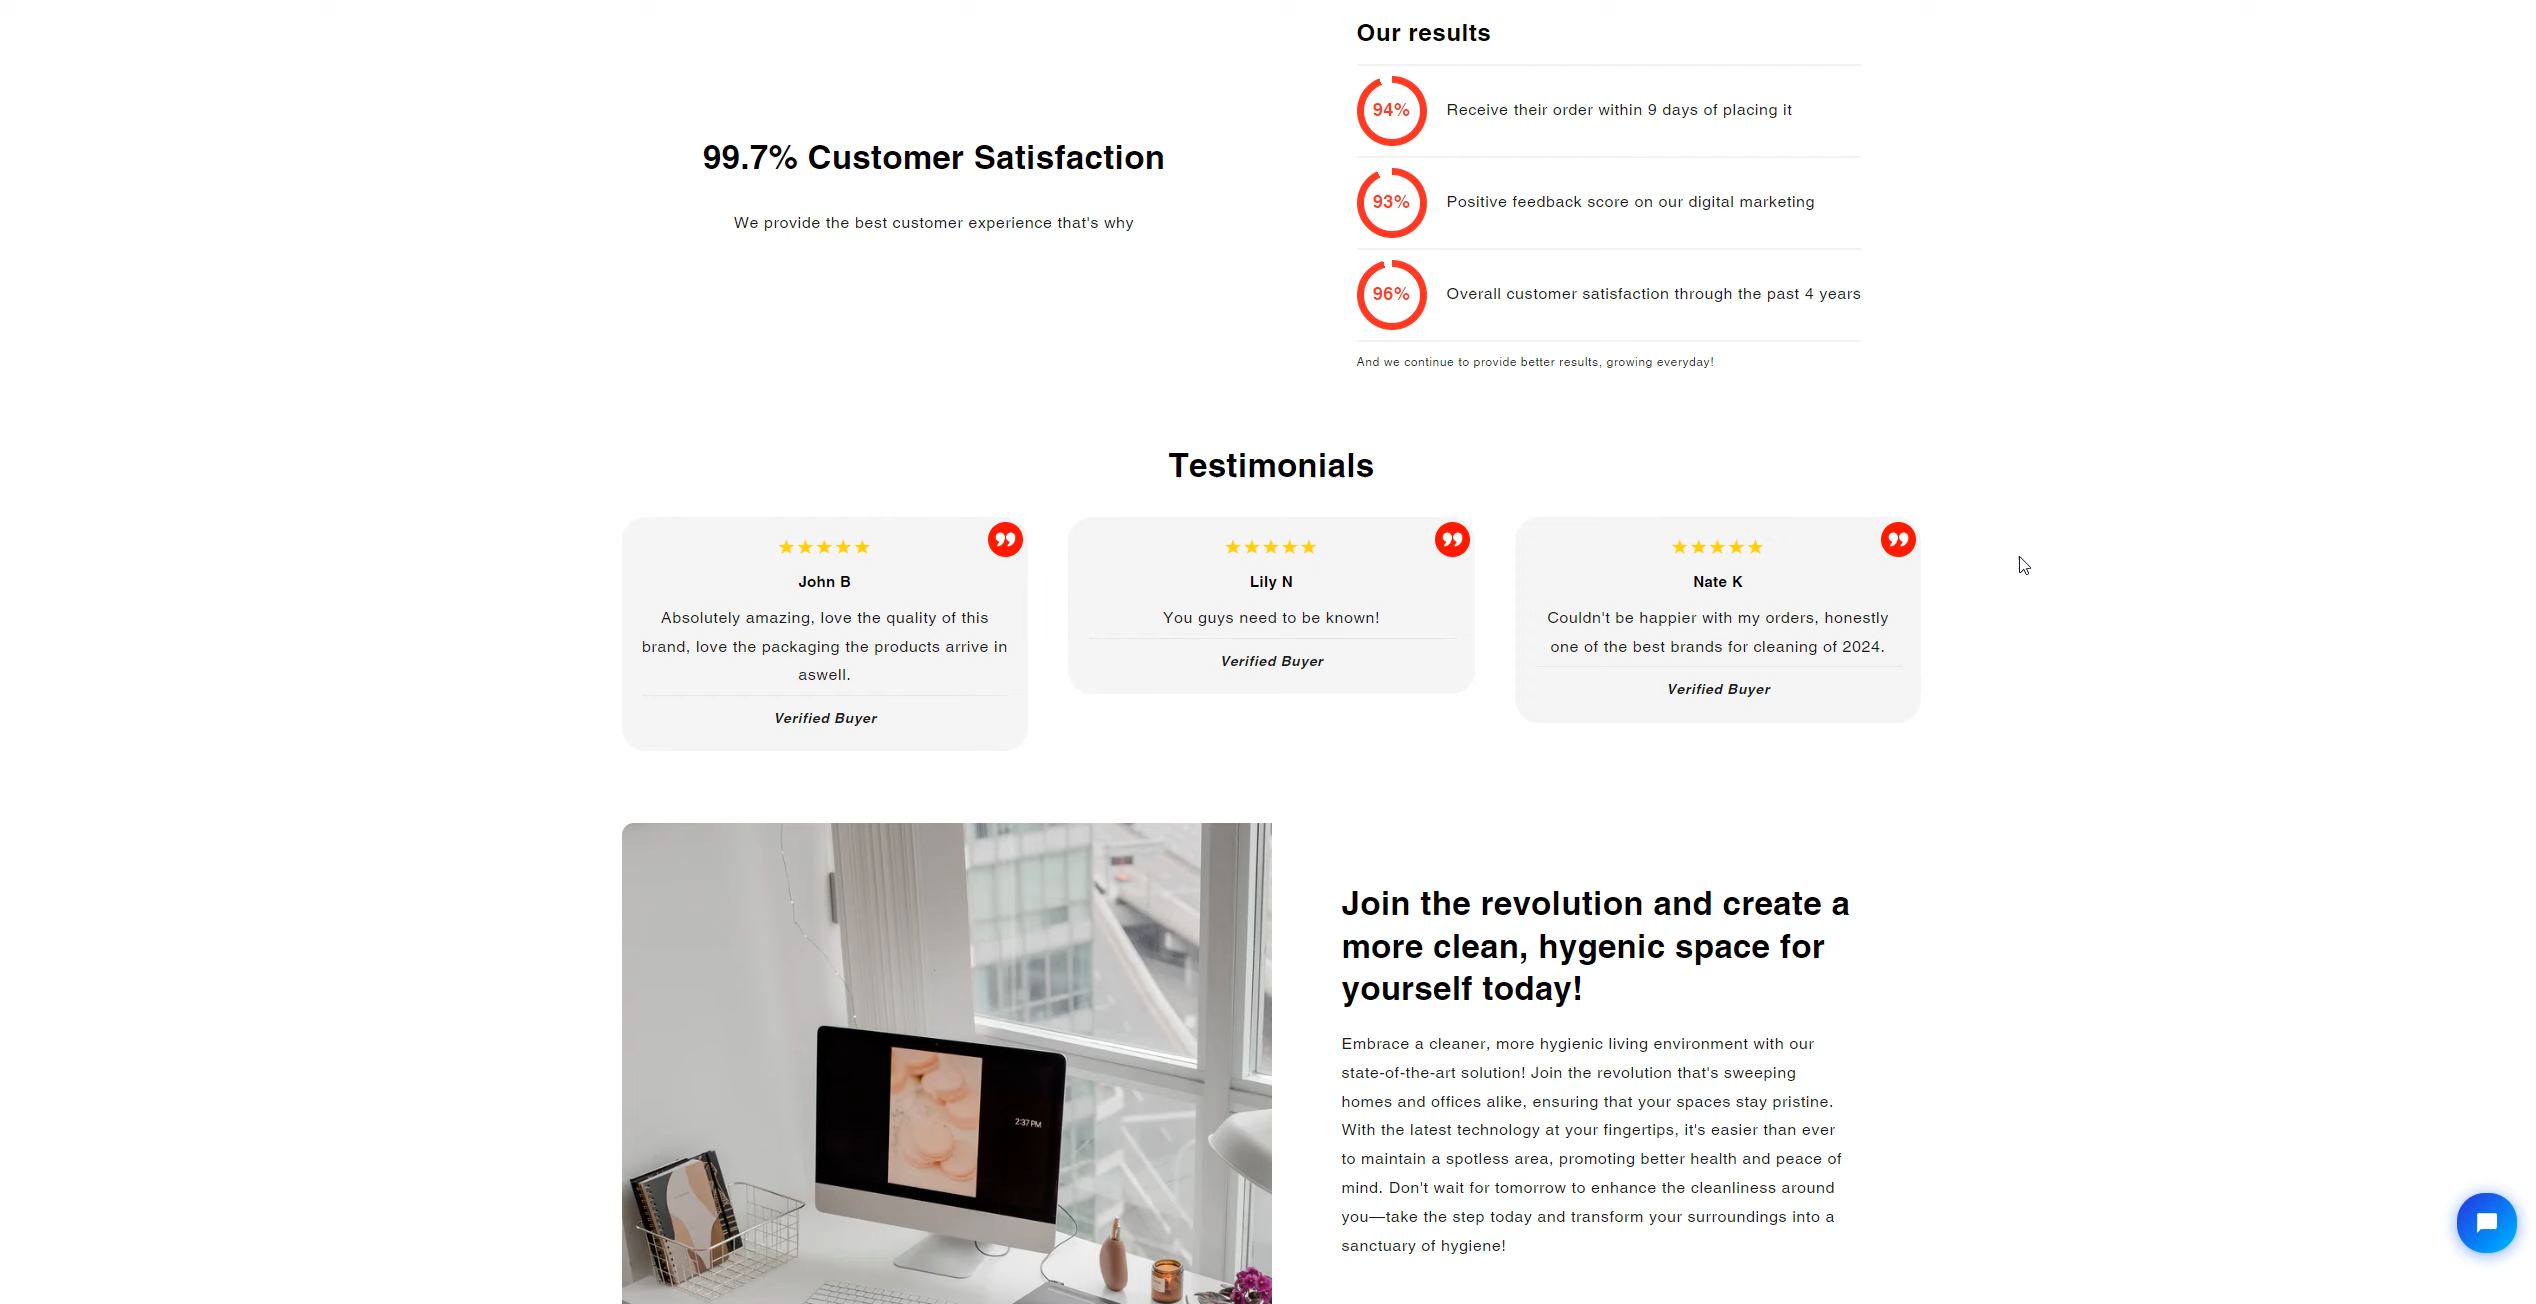 Our results
94%
Receive their order within 9 days of placing it
99.7% Customer Satisfaction
93%
Positive feedback score on our digital marketing
We provide the best customer experience that's why
96%
Overall customer satisfaction through the past 4 years
And we continue to provide better results, growing everyday!
Testimonials
John B
Absolutely amazing, love the quality of this
brand, love the packaging the products arrive in
aswell.
Verified Buyer
Lily N
You guys need to be known!
Verified Buyer
Nate K
Couldn't be happier with my orders, honestly
one of the best brands for cleaning of 2024.
Verified Buyer
2:37 PM
Join the revolution and create a
more clean, hygenic space for
yourself today!
Embrace a cleaner, more hygienic living environment with our
state-of-the-art solution! Join the revolution that's sweeping
homes and offices alike, ensuring that your spaces stay pristine.
With the latest technology at your fingertips, it's easier than ever
to maintain a spotless area, promoting better health and peace of
mind. Don't wait for tomorrow to enhance the cleanliness around
you—take the step today and transform your surroundings into a
sanctuary of hygiene!